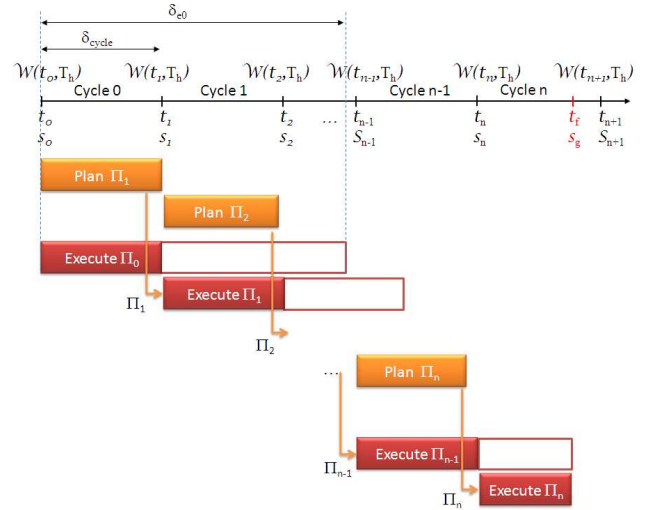 δe0
δcycle
W(to,Th) W(t1,Th) W(t2,Th) W(tn-1,Th) W(tn,Th) W(tn+1,Th)
Cycle 0 Cycle 1 Cycle n-1 Cycle n
to t1 t2 ... tn-1 tn tf tn+1
so s1 s2 Sn-1 sn sg Sn+1
Plan Π1
Plan Π2
Execute Π0
Π1 Execute Π1
Π2
... Plan Πn
Execute Πn-1
Πn-1
Πn Execute Πn